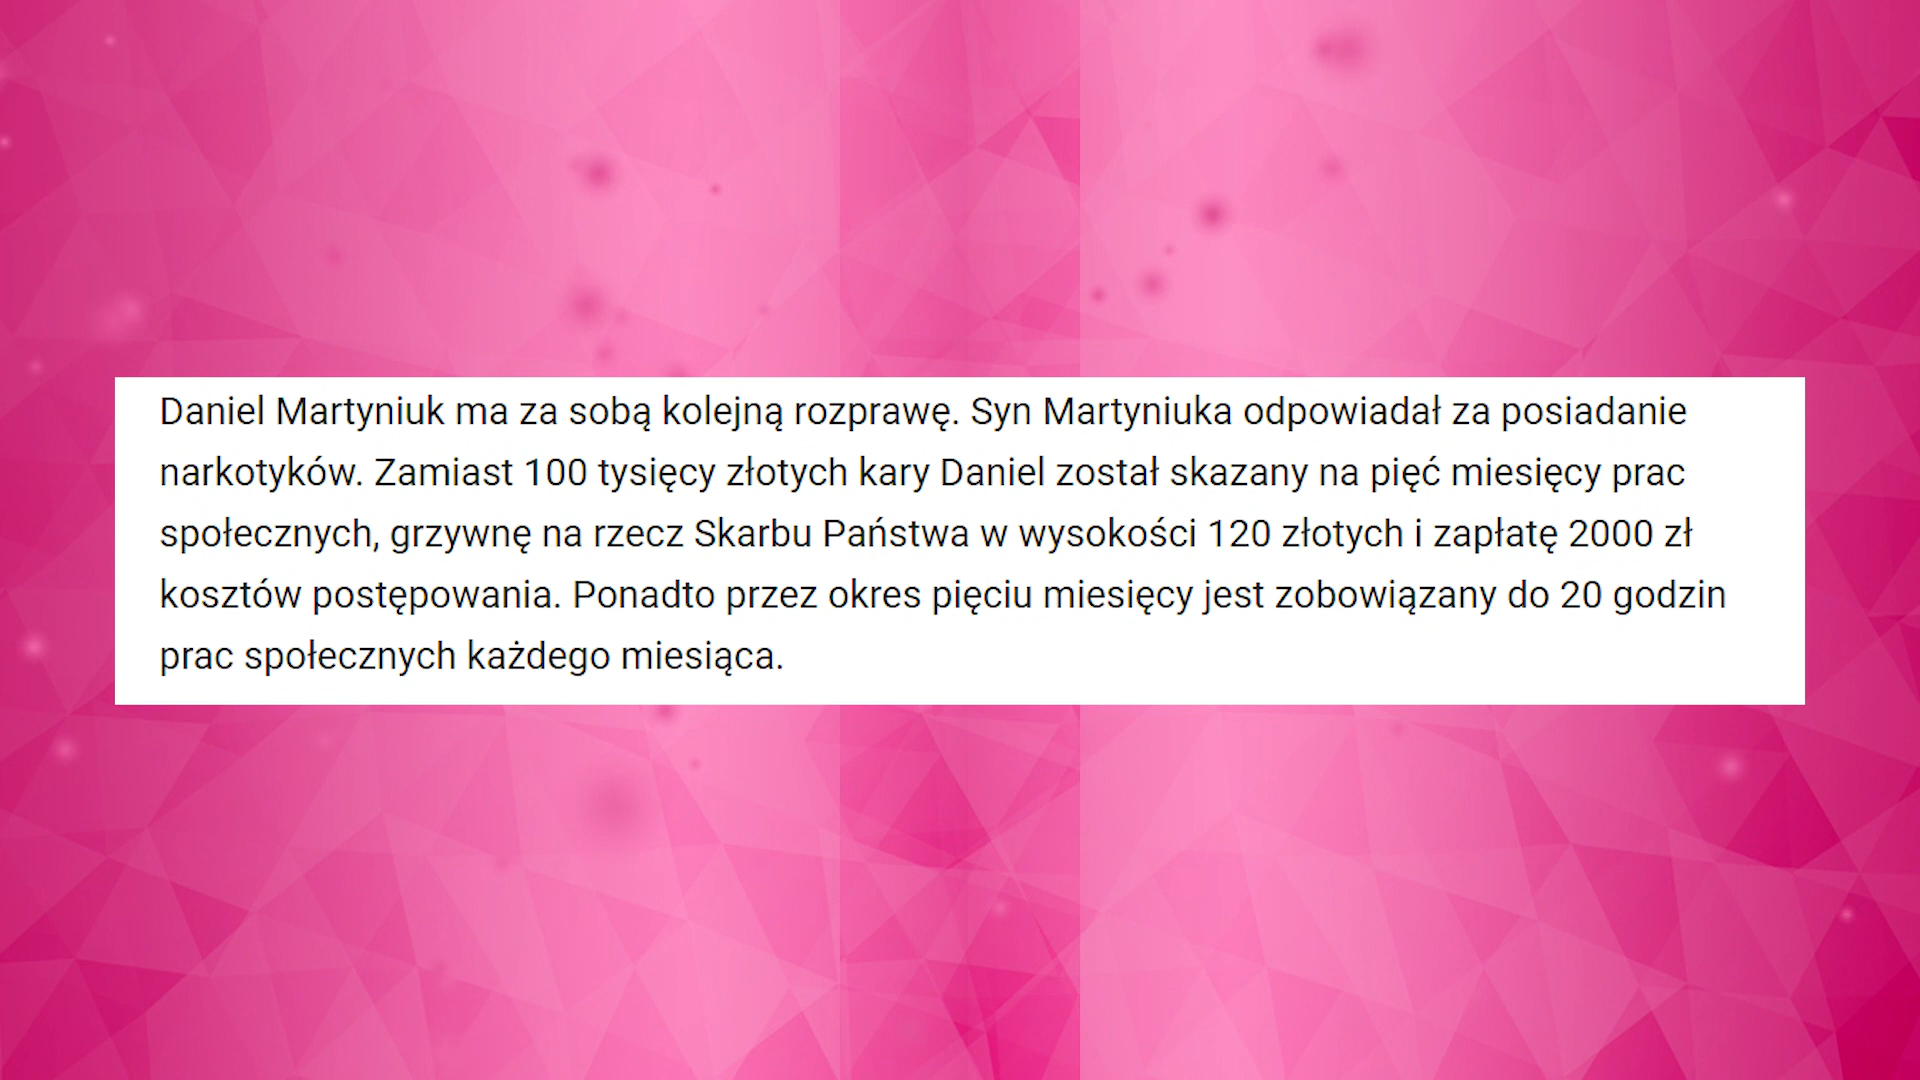 Daniel Martyniuk ma za sobą kolejną rozprawę. Syn Martyniuka odpowiadał za posiadanie
narkotyków. Zamiast 100 tysięcy złotych kary Daniel został skazany na pięć miesięcy prac
społecznych, grzywnę na rzecz Skarbu Państwa w wysokości 120 złotych i zapłatę 2000 zł
kosztów postępowania. Ponadto przez okres pięciu miesięcy jest zobowiązany do 20 godzin
prac społecznych każdego miesiąca.